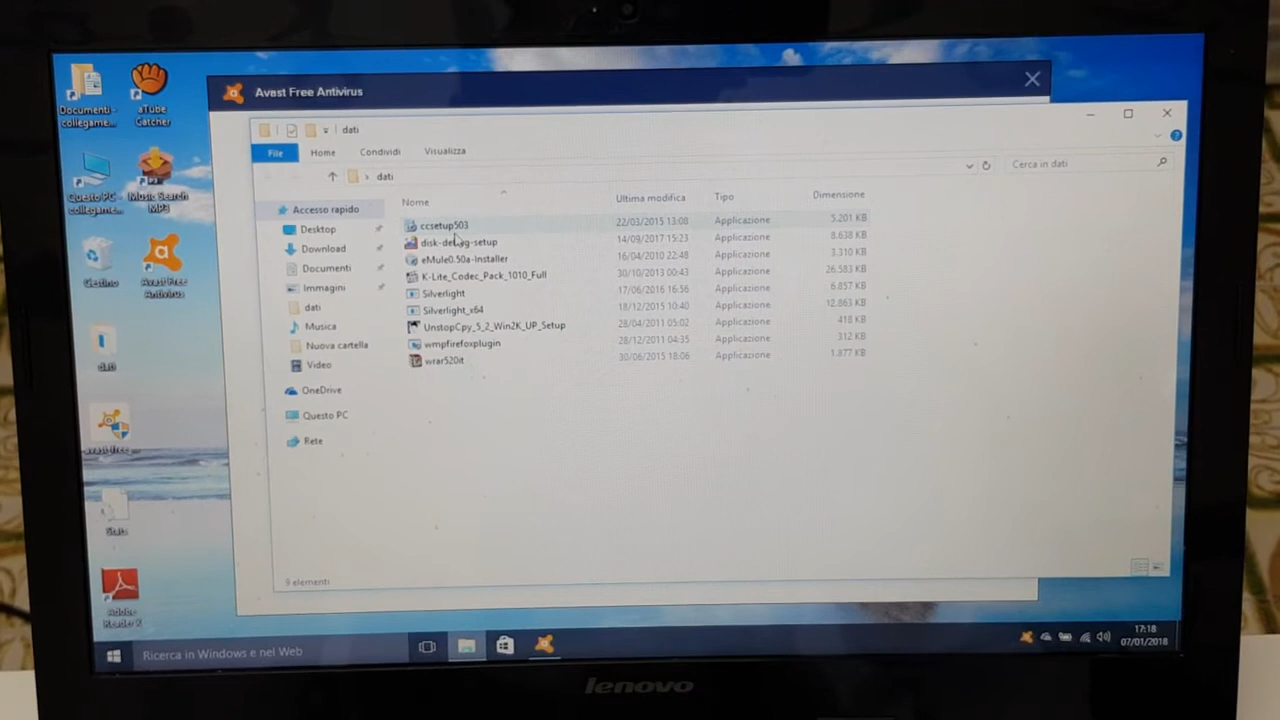 Documenti -
collegame...
aTube
Catcher
Questo PC -
collegame...
Music Search
MP3
Cestino
Avast Free
Antivirus
dati
avast-free...
Adobe
Reader X
Avast Free Antivirus
dati
File
Home
Condividi
Visualizza
dati
Cerca in dati
Accesso rapido
Desktop
Download
Documenti
Immagini
dati
Musica
Nuova cartella
Video
OneDrive
Questo PC
Rete
Nome Ultima modifica Tipo Dimensione
ccsetup503 22/03/2015 13:08 Applicazione 5.201 KB
14/09/2017 15:23 Applicazione 8.638 KB
eMule0.50a-Installer 16/04/2010 22:48 Applicazione 3.310 KB
K-Lite_Codec_Pack_1010_Full 30/10/2013 00:43 Applicazione 26.583 KB
Silverlight 17/06/2016 16:56 Applicazione 6.857 KB
Silverlight_x64 18/12/2015 10:40 Applicazione 12.863 KB
UnstopCpy_5_2_Win2K_UP_Setup 28/04/2011 05:02 Applicazione 418 KB
wmpfirefoxplugin 28/12/2011 04:35 Applicazione 312 KB
wrar520it 30/06/2015 18:06 Applicazione 1.877 KB
9 elementi
Ricerca in Windows e nel Web
17:18
07/01/2018
lenovo